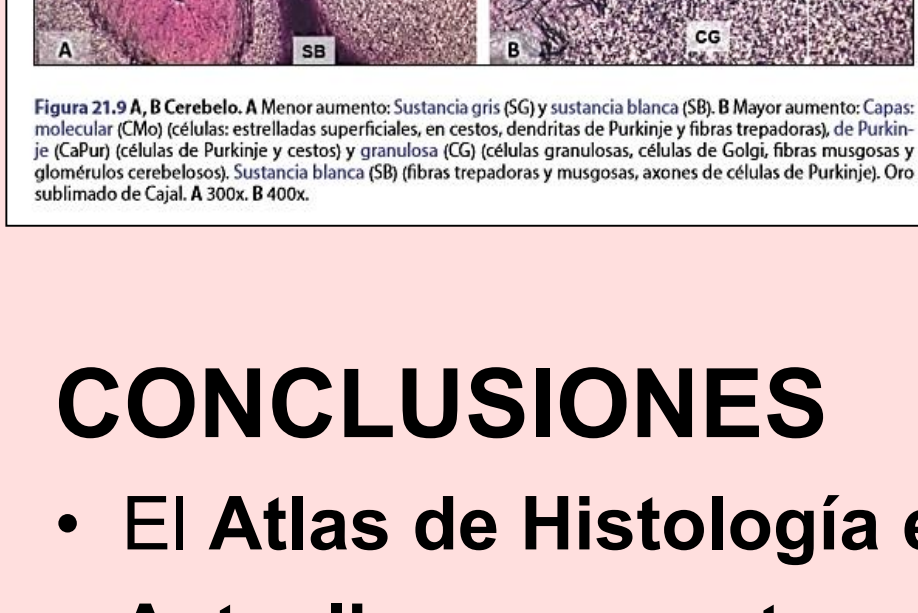 A
SB
B
CG
Figura 21.9 A, B Cerebelo. A Menor aumento: Sustancia gris (SG) y sustancia blanca (SB). B Mayor aumento: Capas:
molecular (CMo) (células: estrelladas superficiales, en cestos, dendritas de Purkinje y fibras trepadoras), de Purkin-
je (CaPur) (células de Purkinje y cestos) y granulosa (CG) (células granulosas, células de Golgi, fibras musgosas y
glomérulos cerebelosos). Sustancia blanca (SB) (fibras trepadoras y musgosas, axones de células de Purkinje). Oro
sublimado de Cajal. A 300x. B 400x.
CONCLUSIONES
• El Atlas de Histología